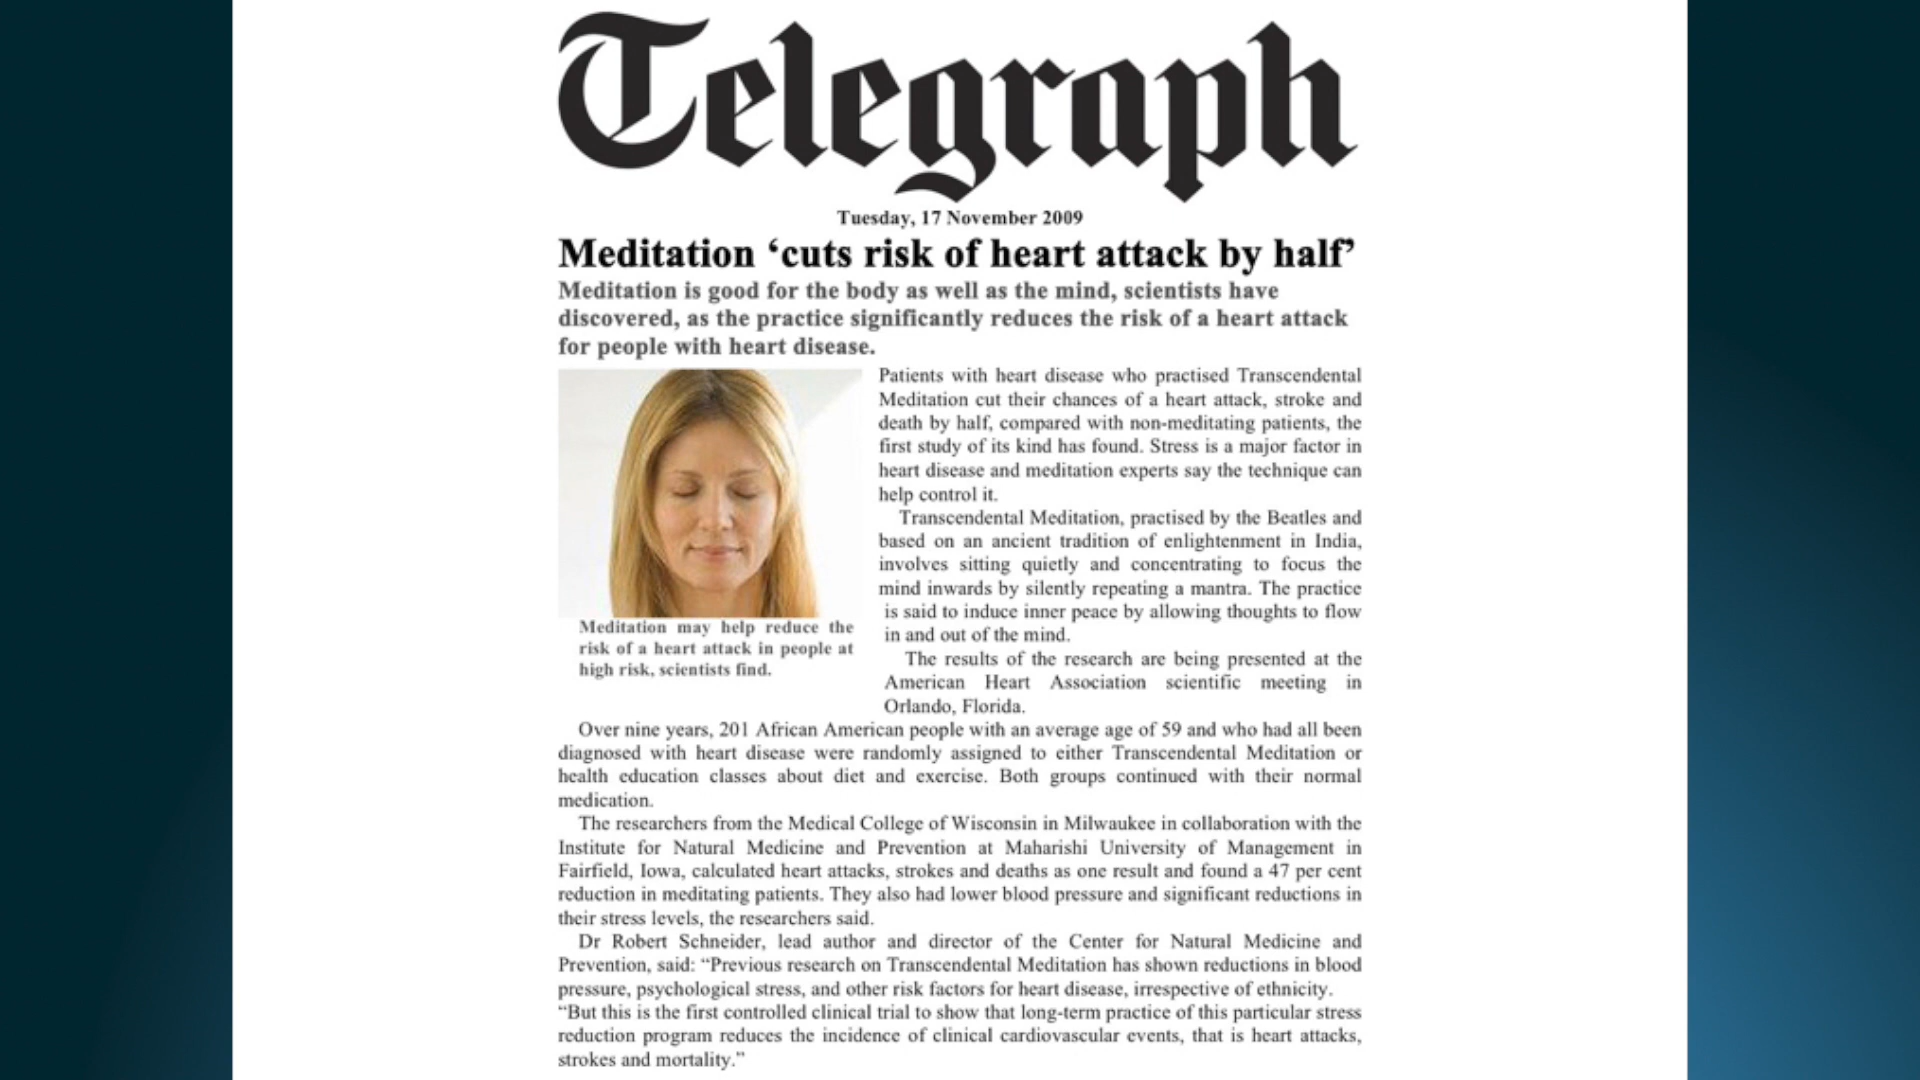 Telegraph
Tuesday, 17 November 2009
Meditation ‘cuts risk of heart attack by half’
Meditation is good for the body as well as the mind, scientists have
discovered, as the practice significantly reduces the risk of a heart attack
for people with heart disease.
Patients with heart disease who practised Transcendental
Meditation cut their chances of a heart attack, stroke and
death by half, compared with non-meditating patients, the
first study of its kind has found. Stress is a major factor in
heart disease and meditation experts say the technique can
help control it.
Transcendental Meditation, practised by the Beatles and
based on an ancient tradition of enlightenment in India,
involves sitting quietly and concentrating to focus the
mind inwards by silently repeating a mantra. The practice
is said to induce inner peace by allowing thoughts to flow
in and out of the mind.
The results of the research are being presented at the
American Heart Association scientific meeting in
Orlando, Florida.
Meditation may help reduce the
risk of a heart attack in people at
high risk, scientists find.
Over nine years, 201 African American people with an average age of 59 and who had all been
diagnosed with heart disease were randomly assigned to either Transcendental Meditation or
health education classes about diet and exercise. Both groups continued with their normal
medication.
The researchers from the Medical College of Wisconsin in Milwaukee in collaboration with the
Institute for Natural Medicine and Prevention at Maharishi University of Management in
Fairfield, Iowa, calculated heart attacks, strokes and deaths as one result and found a 47 per cent
reduction in meditating patients. They also had lower blood pressure and significant reductions in
their stress levels, the researchers said.
Dr Robert Schneider, lead author and director of the Center for Natural Medicine and
Prevention, said: “Previous research on Transcendental Meditation has shown reductions in blood
pressure, psychological stress, and other risk factors for heart disease, irrespective of ethnicity.
“But this is the first controlled clinical trial to show that long-term practice of this particular stress
reduction program reduces the incidence of clinical cardiovascular events, that is heart attacks,
strokes and mortality.”